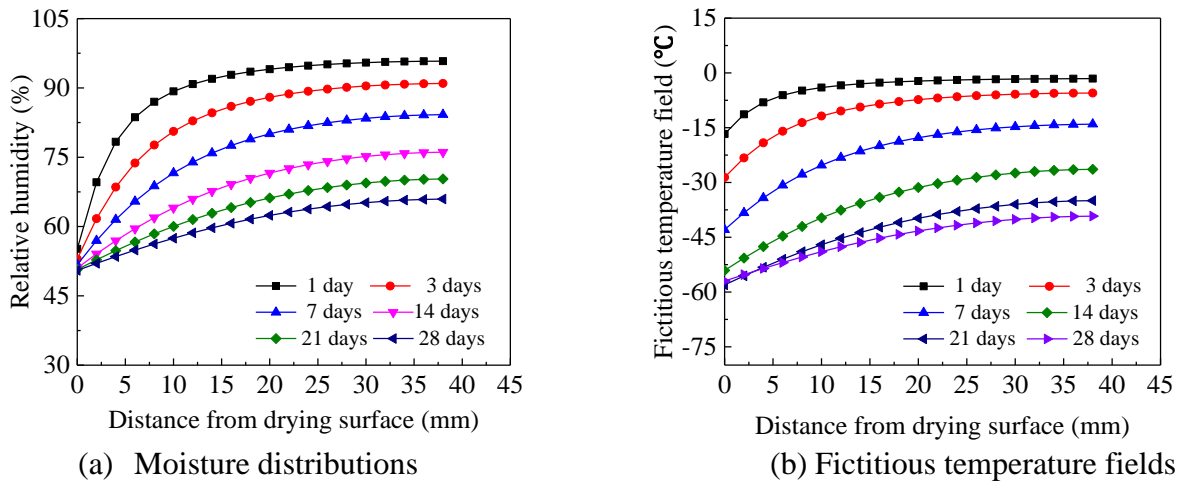 105
90
75
60
45
30
Relative humidity (%)
1 day 3 days
7 days 14 days
21 days 28 days
0 5 10 15 20 25 30 35 40 45
Distance from drying surface (mm)
(a) Moisture distributions
15
0
-15
-30
-45
-60
-75
Fictitious temperature field (℃)
1 day 3 days
7 days 14 days
21 days 28 days
0 5 10 15 20 25 30 35 40 45
Distance from drying surface (mm)
(b) Fictitious temperature fields